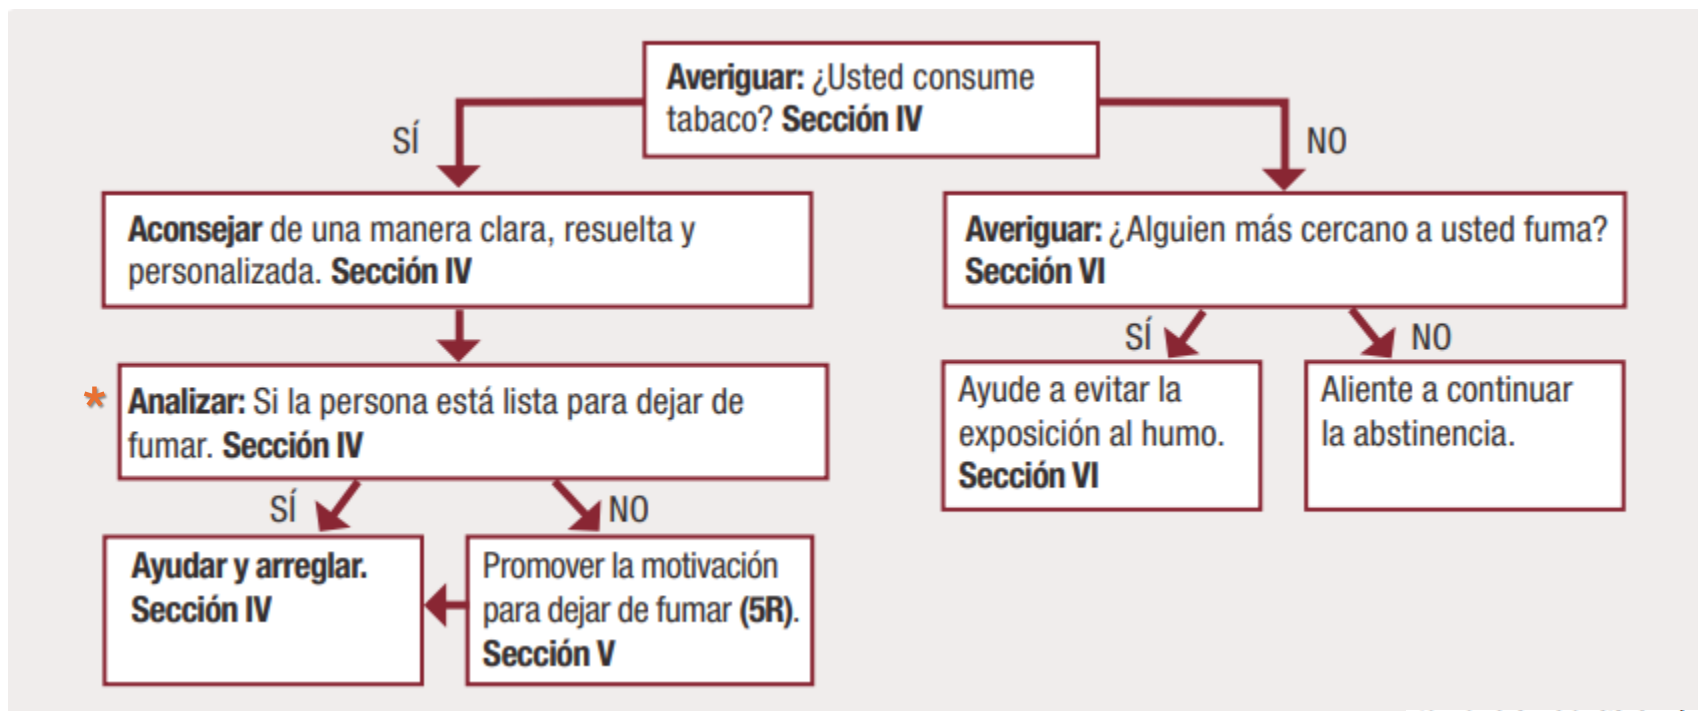 Averiguar: ¿Usted consume
tabaco? Sección IV
SÍ
NO
Aconsejar de una manera clara, resuelta y
personalizada. Sección IV
Averiguar: ¿Alguien más cercano a usted fuma?
Sección VI
SÍ
NO
* Analizar: Si la persona está lista para dejar de
fumar. Sección IV
Ayude a evitar la
exposición al humo.
Sección VI
Aliente a continuar
la abstinencia.
SÍ
NO
Ayudar y arreglar.
Sección IV
Promover la motivación
para dejar de fumar (5R).
Sección V